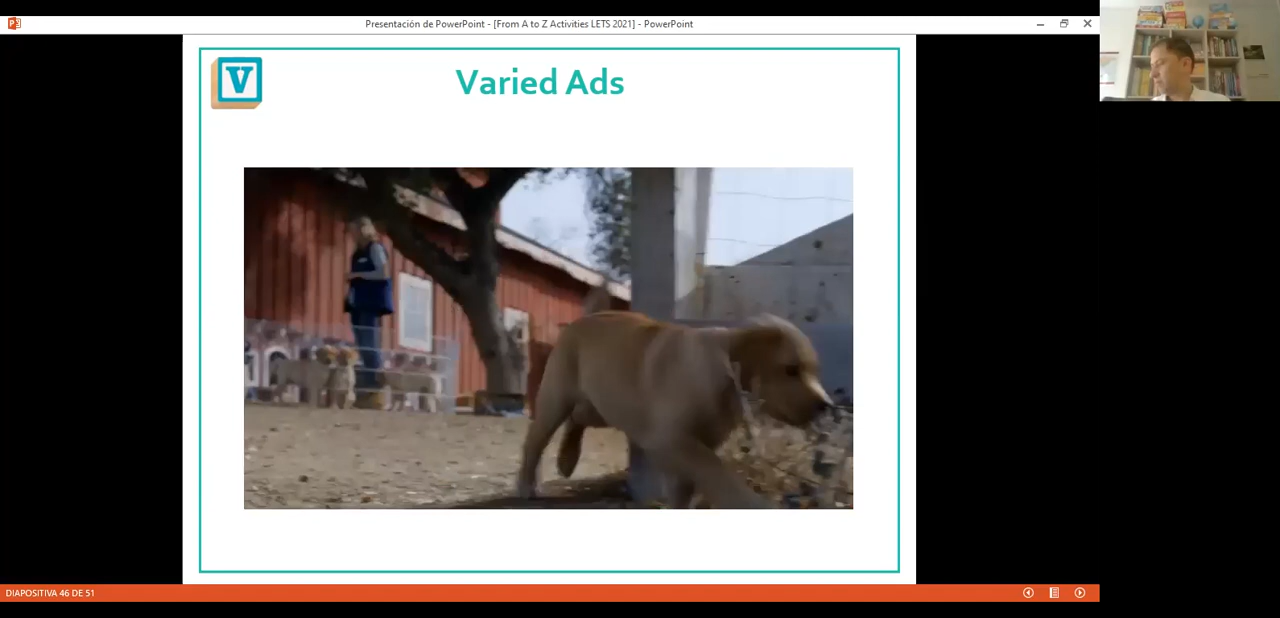 Presentación de PowerPoint - [From A to Z Activities LETS 2021] - PowerPoint
V
Varied Ads
DIAPOSITIVA 46 DE 51